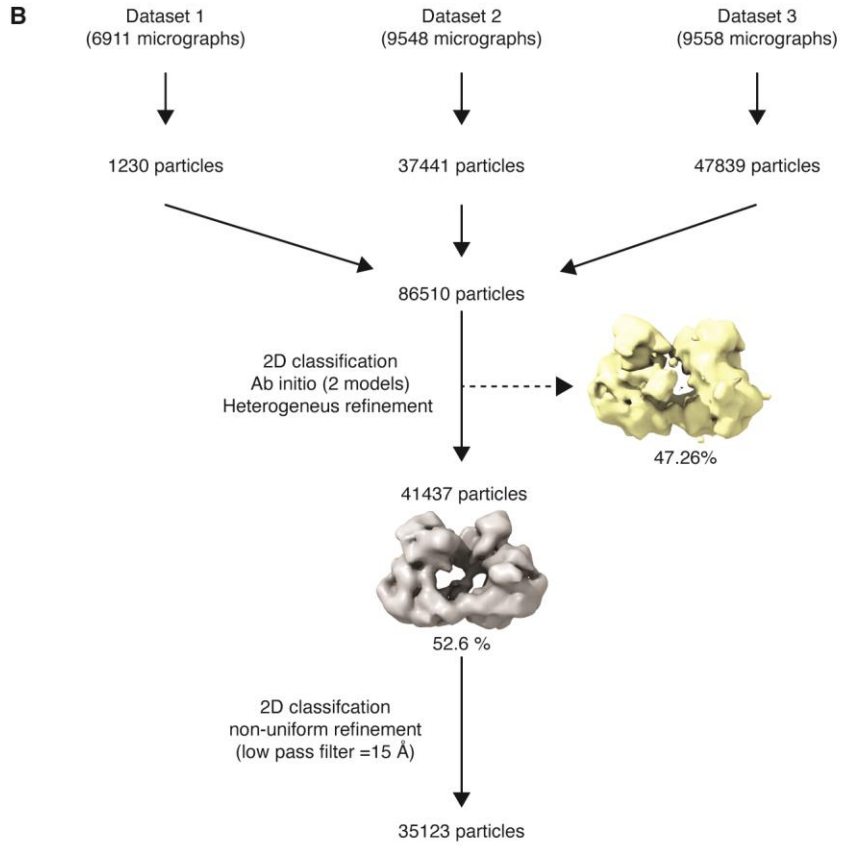 B
Dataset 1
(6911 micrographs)
Dataset 2
(9548 micrographs)
Dataset 3
(9558 micrographs)
1230 particles
37441 particles
47839 particles
86510 particles
2D classification
Ab initio (2 models)
Heterogeneus refinement
47.26%
41437 particles
52.6 %
2D classifcation
non-uniform refinement
(low pass filter =15 Å)
35123 particles